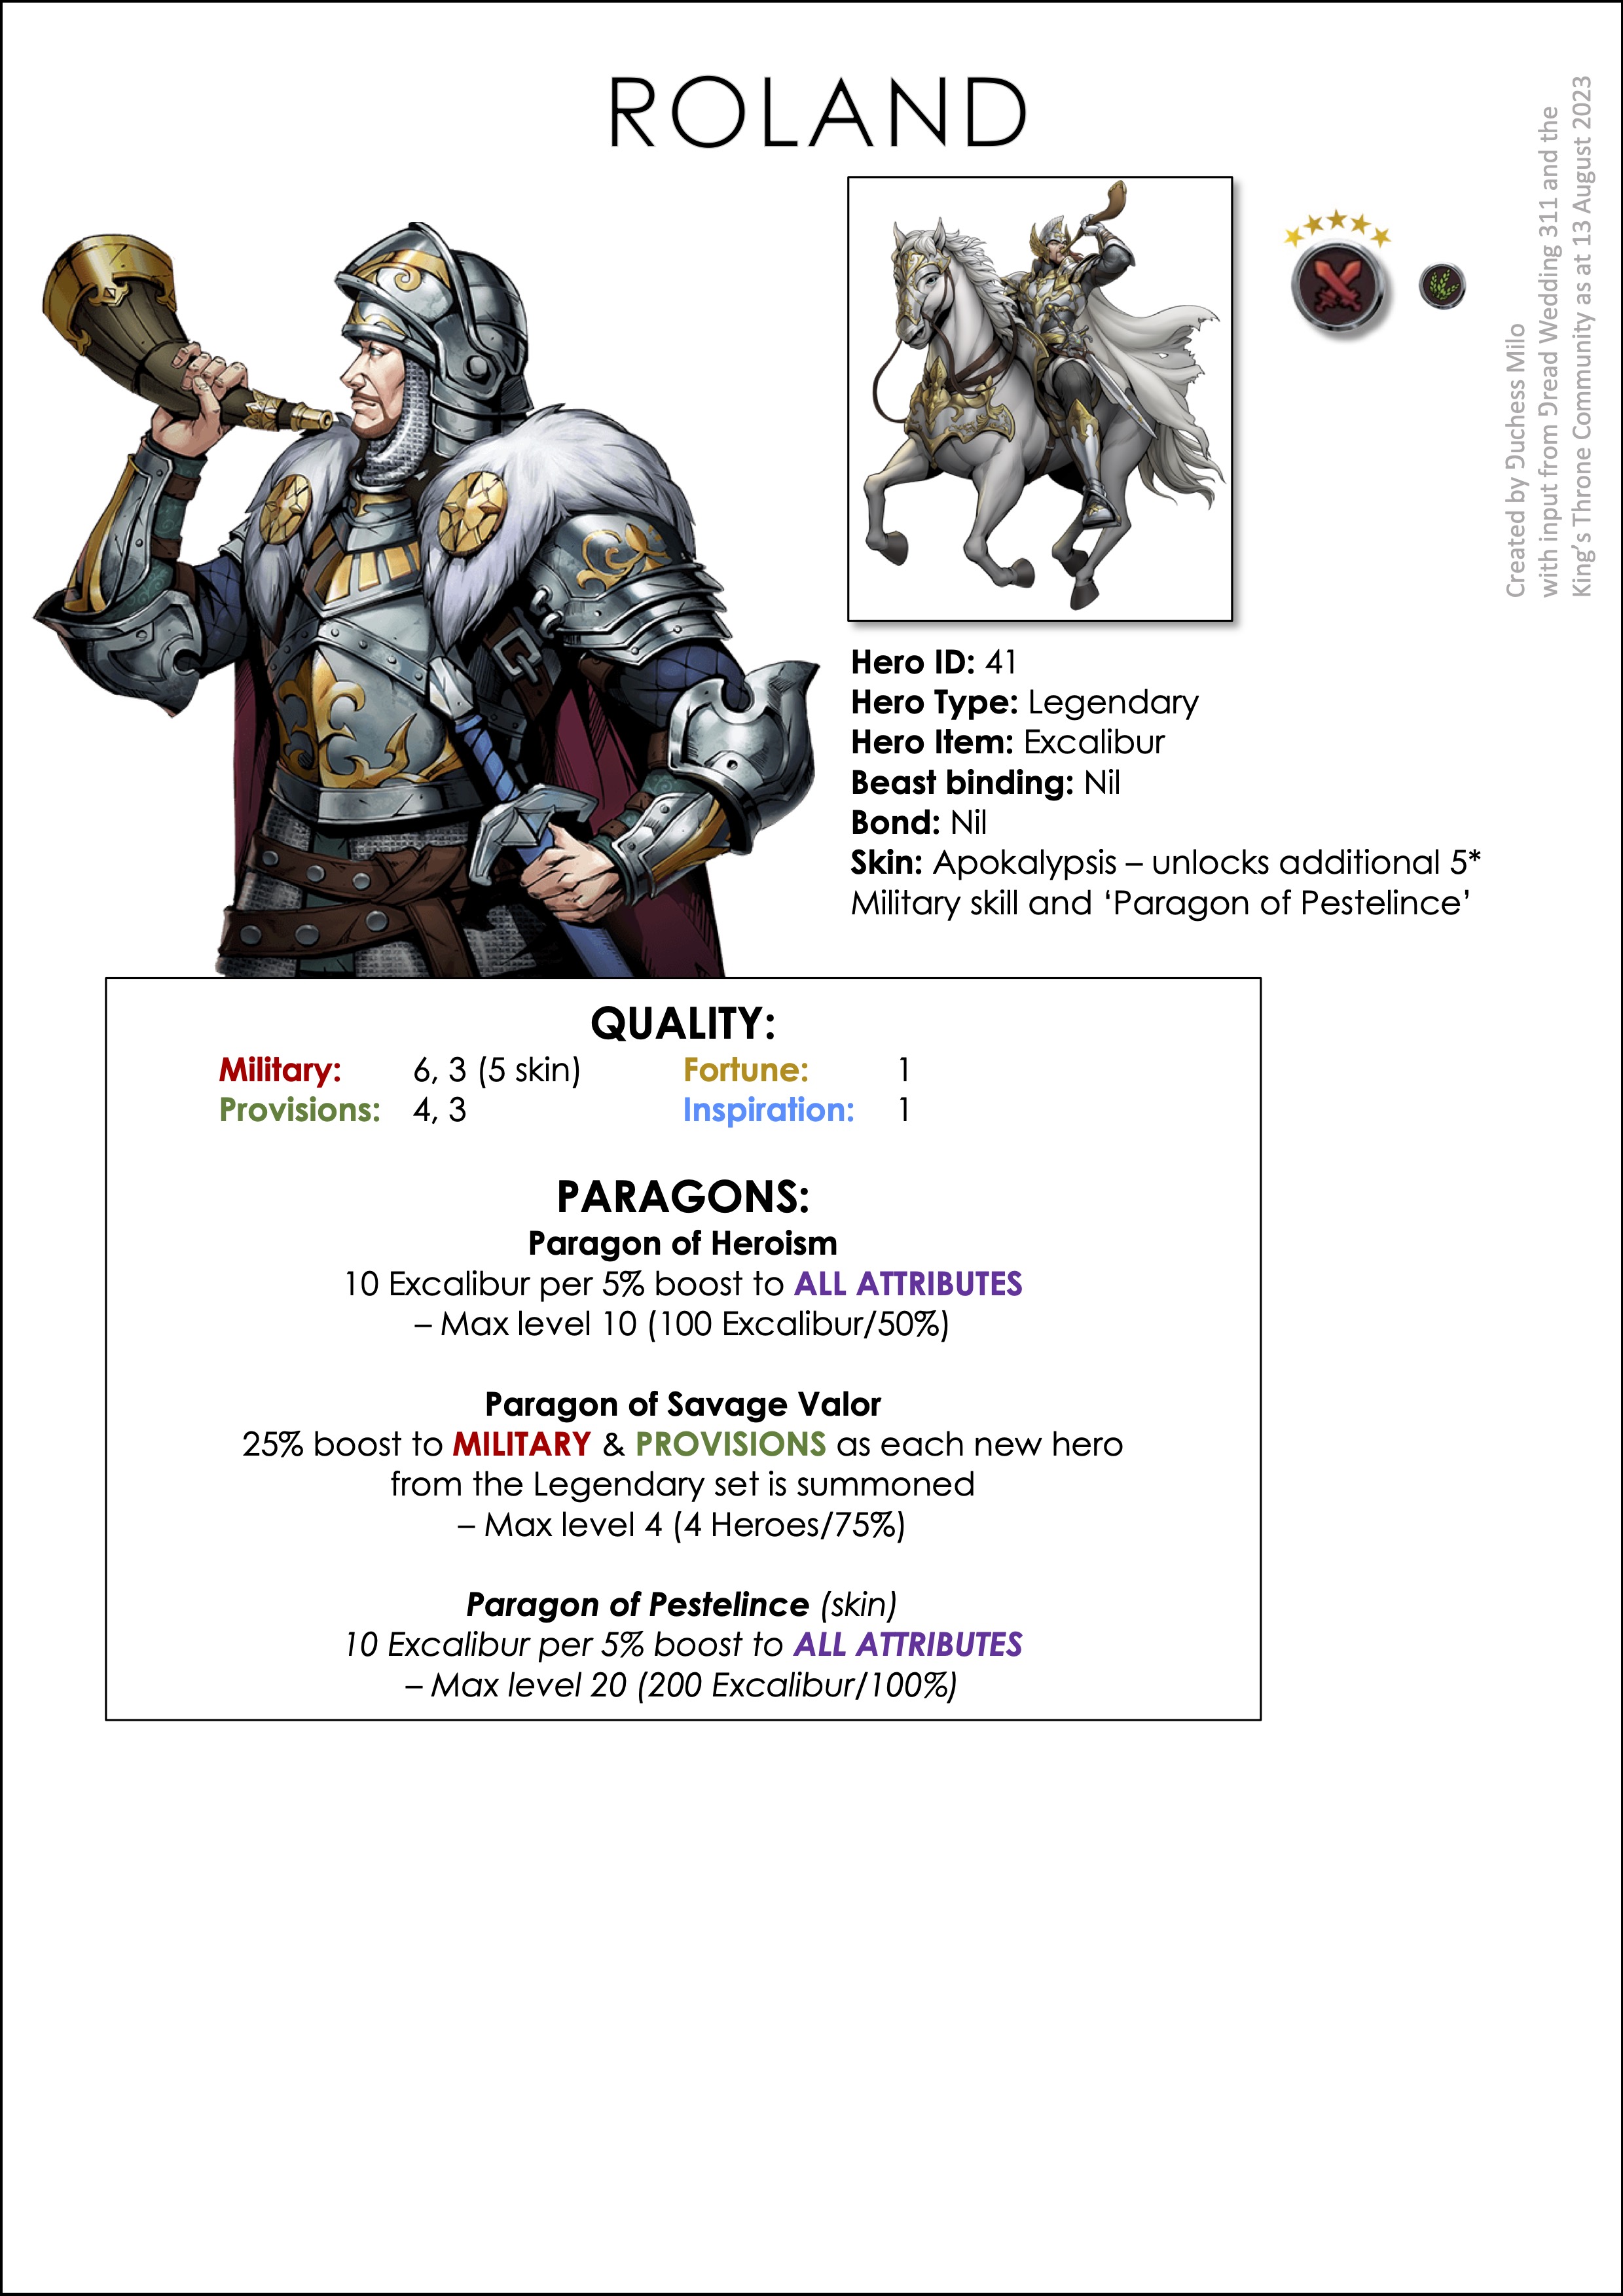 ROLAND
Created by Duchess Milo
with input from Dread Wedding 311 and the
King's Throne Community as at 13 August 2023
Hero ID: 41
Hero Type: Legendary
Hero Item: Excalibur
Beast binding: Nil
Bond: Nil
Skin: Apokalypsis – unlocks additional 5*
Military skill and ‘Paragon of Pestelince’
QUALITY:
Military: 6, 3 (5 skin) Fortune: 1
Provisions: 4, 3 Inspiration: 1
PARAGONS:
Paragon of Heroism
10 Excalibur per 5% boost to ALL ATTRIBUTES
– Max level 10 (100 Excalibur/50%)
Paragon of Savage Valor
25% boost to MILITARY & PROVISIONS as each new hero
from the Legendary set is summoned
– Max level 4 (4 Heroes/75%)
Paragon of Pestelince (skin)
10 Excalibur per 5% boost to ALL ATTRIBUTES
– Max level 20 (200 Excalibur/100%)